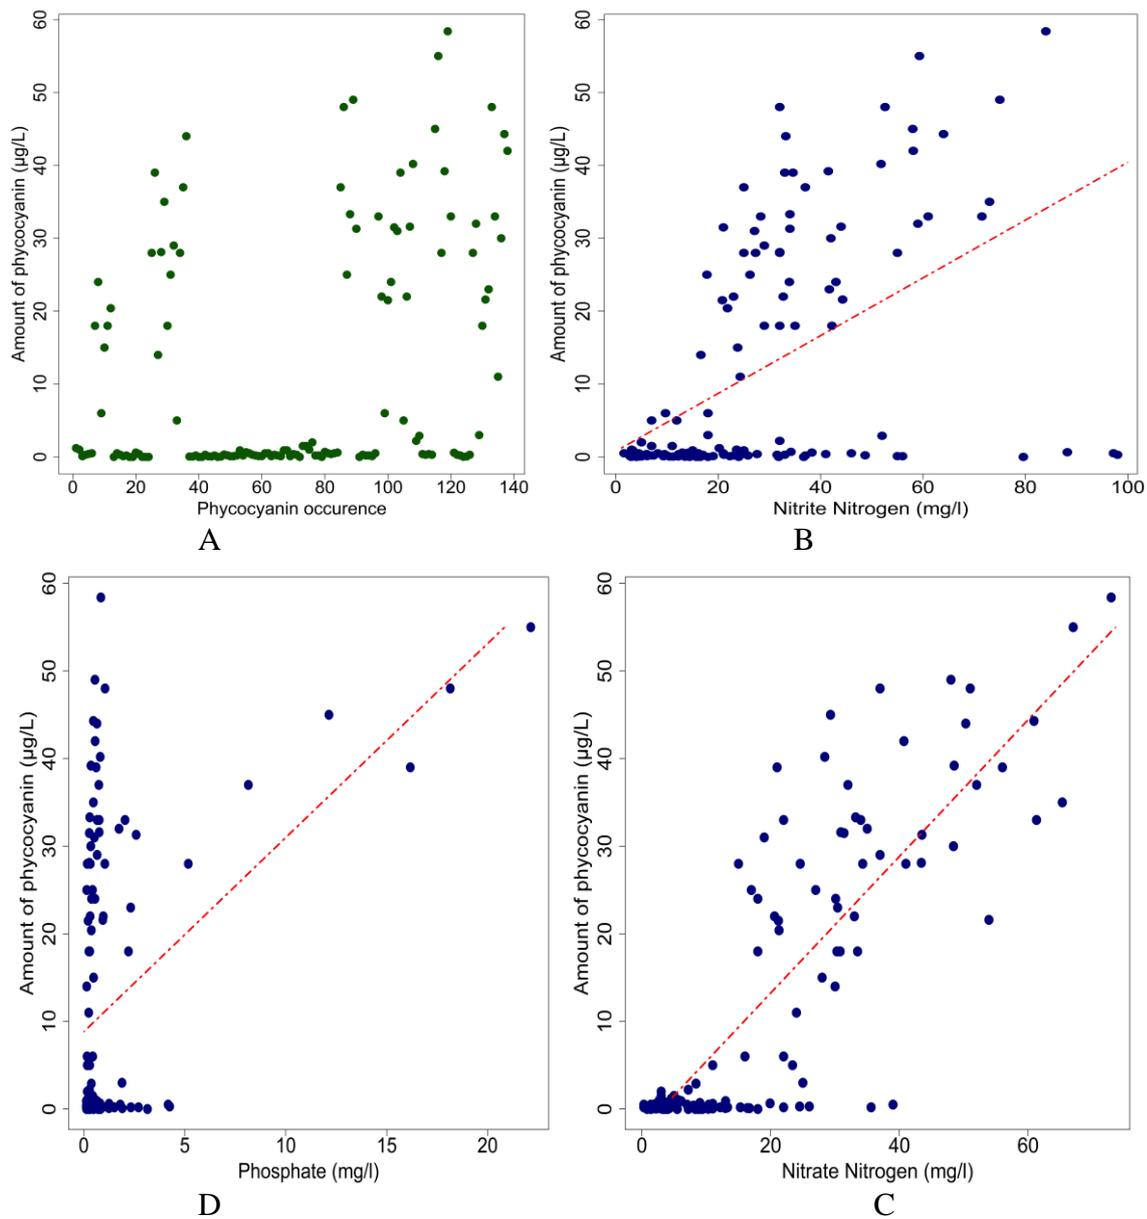 60
50
40
30
20
10
0
Amount of phycocyanin (µg/L)
0 20 40 60 80 100 120 140
Phycocyanin occurence
A
60
50
40
30
20
10
0
Amount of phycocyanin (µg/L)
0 20 40 60 80 100
Nitrite Nitrogen (mg/l)
B
60
50
40
30
20
10
0
Amount of phycocyanin (µg/L)
0 5 10 15 20
Phosphate (mg/l)
D
60
50
40
30
20
10
0
Amount of phycocyanin (µg/L)
0 20 40 60
Nitrate Nitrogen (mg/l)
C